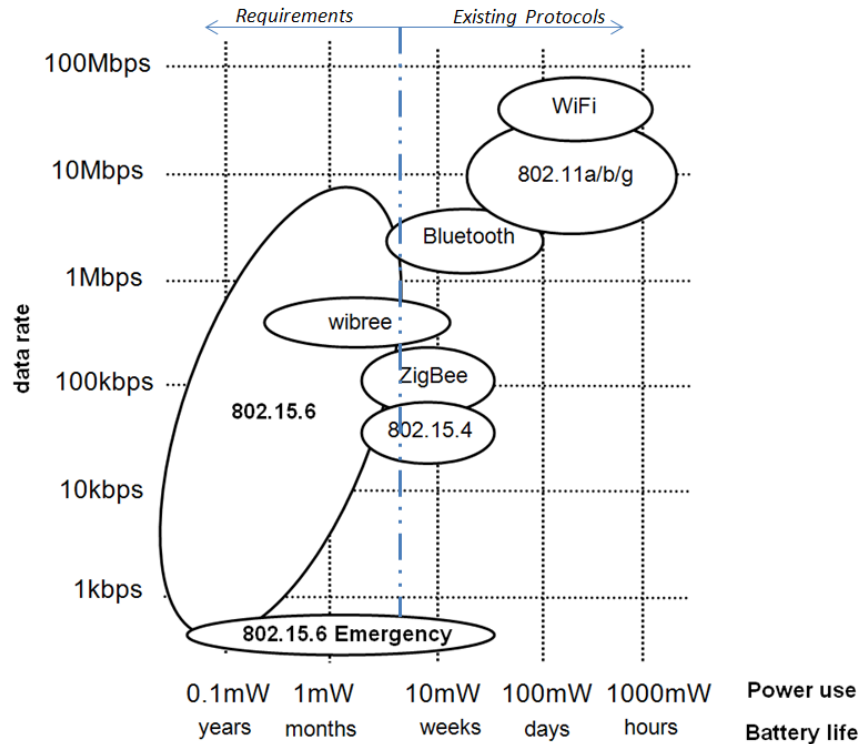 Requirements
Existing Protocols
100Mbps
WiFi
10Mbps
802.11a/b/g
Bluetooth
1Mbps
wibree
data rate
100kbps
ZigBee
802.15.6
802.15.4
10kbps
1kbps
802.15.6 Emergency
0.1mW 1mW 10mW 100mW 1000mW Power use
years months weeks days hours Battery life